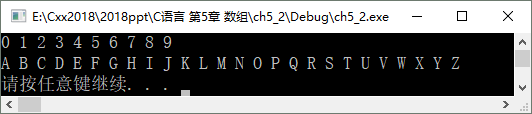 E:\Cxx2018\2018ppt\C语言 第5章 数组\ch5_2\Debug\ch5_2.exe
0 1 2 3 4 5 6 7 8 9
A B C D E F G H I J K L M N O P Q R S T U V W X Y Z
请按任意键继续. . .